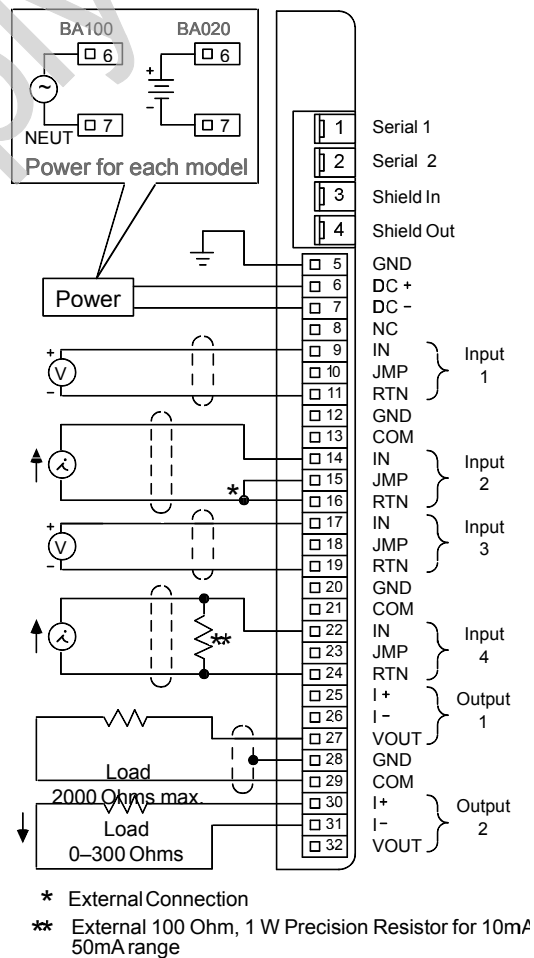 BA100 BA020
6 6
+
~
−
7 7
NEUT
Power for each model
Power
1 Serial 1
2 Serial 2
3 Shield In
4 Shield Out
5 GND
6 DC +
7 DC −
8 NC
9 IN
10 JMP
11 RTN
Input
1
+
V
−
12 GND
13 COM
14 IN
15 JMP
16 RTN
Input
2
i
*
17 IN
18 JMP
19 RTN
Input
3
+
V
−
20 GND
21 COM
22 IN
23 JMP
24 RTN
Input
4
i
**
25 I +
26 I −
27 VOUT
Output
1
28 GND
29 COM
Load
2000 Ohms max.
30 I+
31 I−
32 VOUT
Output
2
Load
0–300 Ohms
* External Connection
** External 100 Ohm, 1 W Precision Resistor for 10mA
50mA range